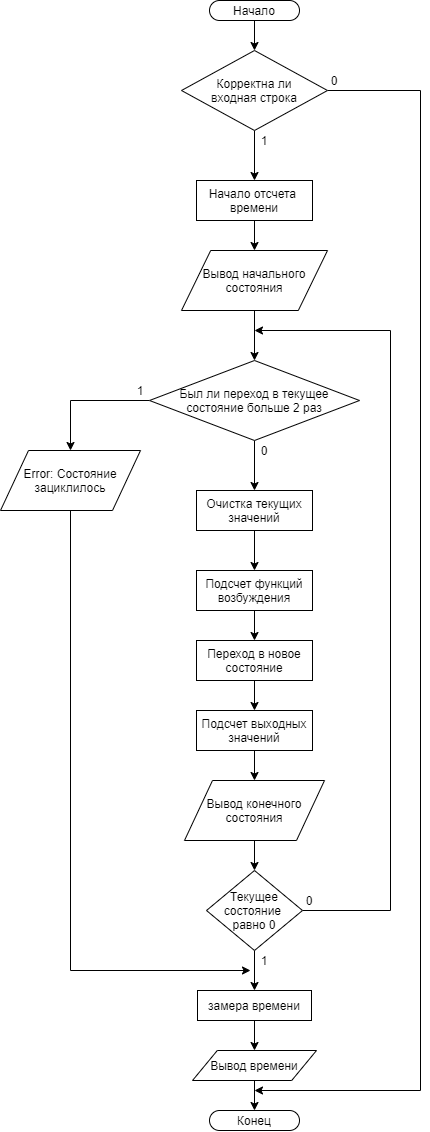 Начало
Корректна ли
входная строка
0
1
Начало отсчета
времени
Вывод начального
состояния
Был ли переход в текущее
состояние больше 2 раз
1
0
Error: Состояние
зациклилось
Очистка текущих
значений
Подсчет функций
возбуждения
Переход в новое
состояние
Подсчет выходных
значений
Вывод конечного
состояния
Текущее
состояние
равно 0
0
1
замера времени
Вывод времени
Конец